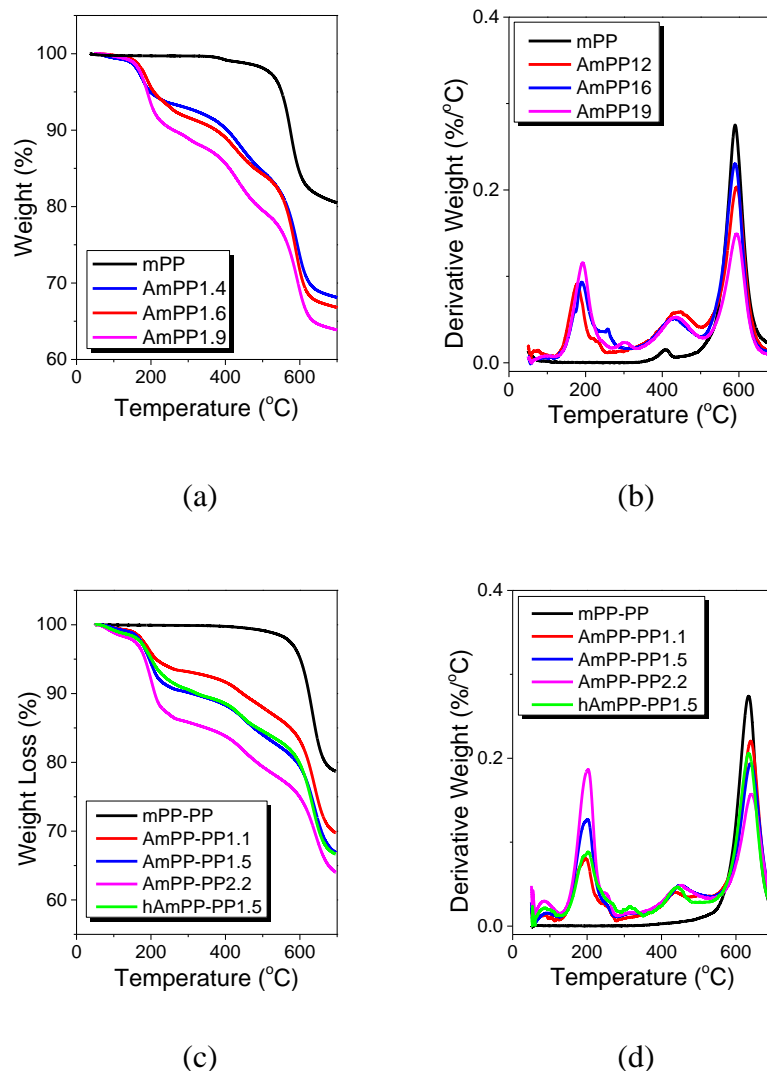 100
90
80
70
60
0
200
400
600
Weight (%)
Temperature (°C)
mPP
AmPP1.4
AmPP1.6
AmPP1.9
(a)
0.4
0.2
0.0
0
200
400
600
Derivative Weight (%/°C)
Temperature (°C)
mPP
AmPP12
AmPP16
AmPP19
(b)
100
90
80
70
60
0
200
400
600
Weight Loss (%)
Temperature (°C)
mPP-PP
AmPP-PP1.1
AmPP-PP1.5
AmPP-PP2.2
hAmPP-PP1.5
(c)
0.4
0.2
0.0
0
200
400
600
Derivative Weight (%/°C)
Temperature (°C)
mPP-PP
AmPP-PP1.1
AmPP-PP1.5
AmPP-PP2.2
hAmPP-PP1.5
(d)